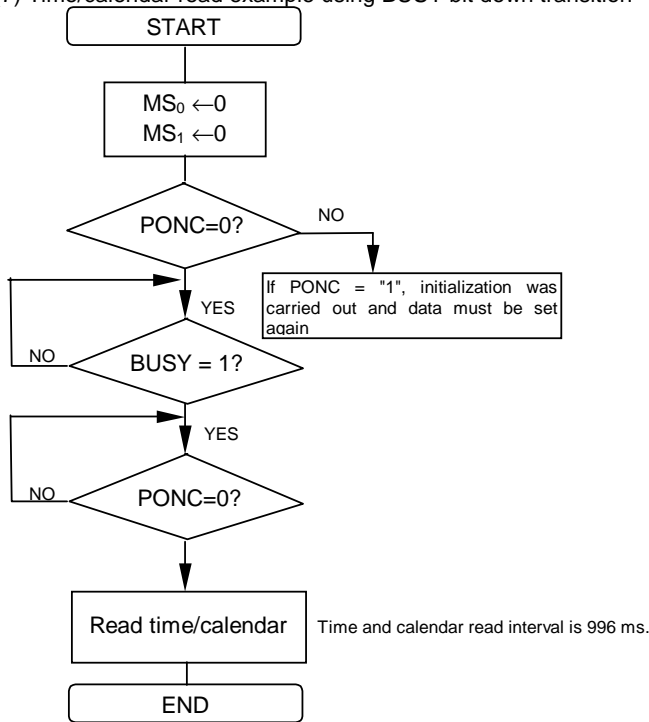 ) Time/calendar read example using BUSY bit down transition
START
MS₀ ←0
MS₁ ←0
PONC=0?
NO
If PONC = "1", initialization was
carried out and data must be set
again
YES
NO
BUSY = 1?
YES
NO
PONC=0?
Read time/calendar
Time and calendar read interval is 996 ms.
END